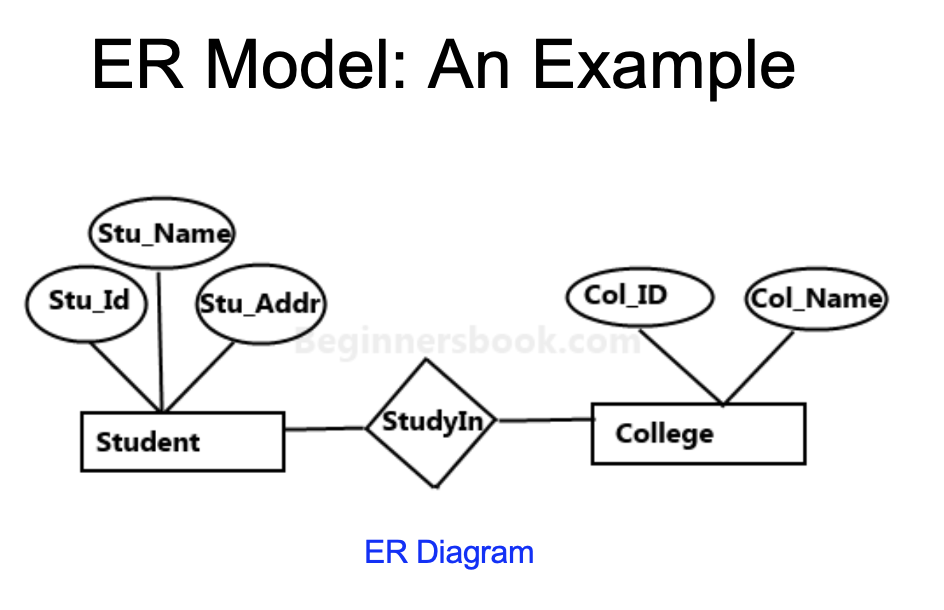 ER Model: An Example
Stu_Name
Stu_Id
Stu_Addr
Col_ID
Col_Name
Beginnersbook.com
StudyIn
Student
College
ER Diagram